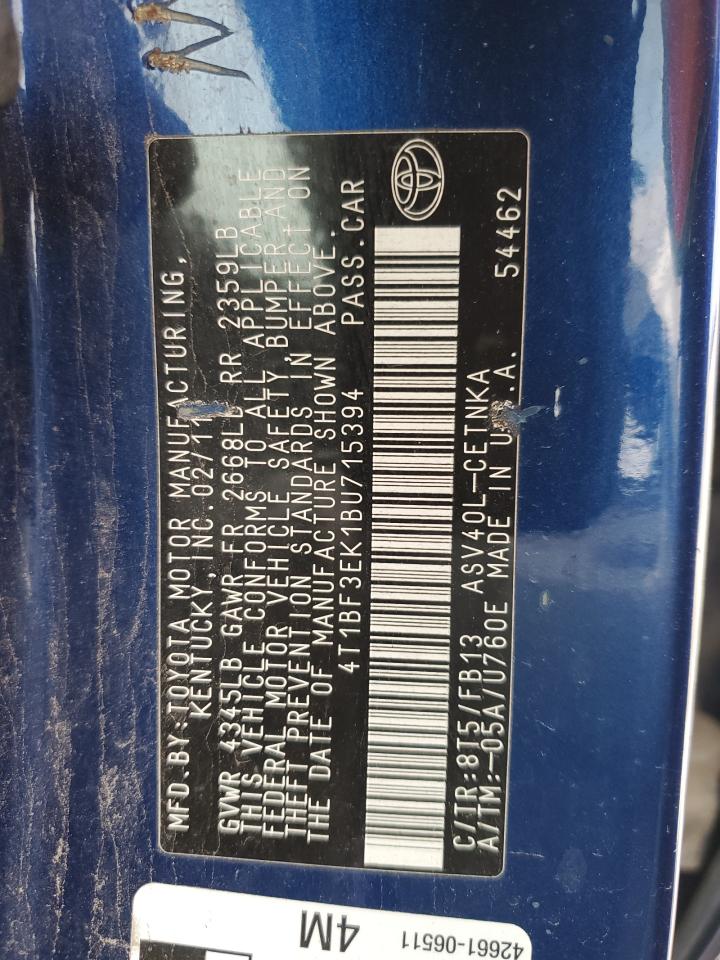 MFD.BY:TOYOTA MOTOR MANUFACTURING,
KENTUCKY,INC.02/11
GVWR 4345LB GAWR FR 2668LB RR 2359LB
THIS VEHICLE CONFORMS TO ALL APPLICABLE
FEDERAL MOTOR VEHICLE SAFETY,BUMPER AND
THEFT PREVENTION STANDARDS IN EFFECT ON
THE DATE OF MANUFACTURE SHOWN ABOVE.
4T1BF3EK1BU715394 PASS.CAR
C/TR:8T5/FB13 ASV40L-CETNKA
A/TM:-05A/U760E MADE IN U.S.A. 54462
4M
42661-06511